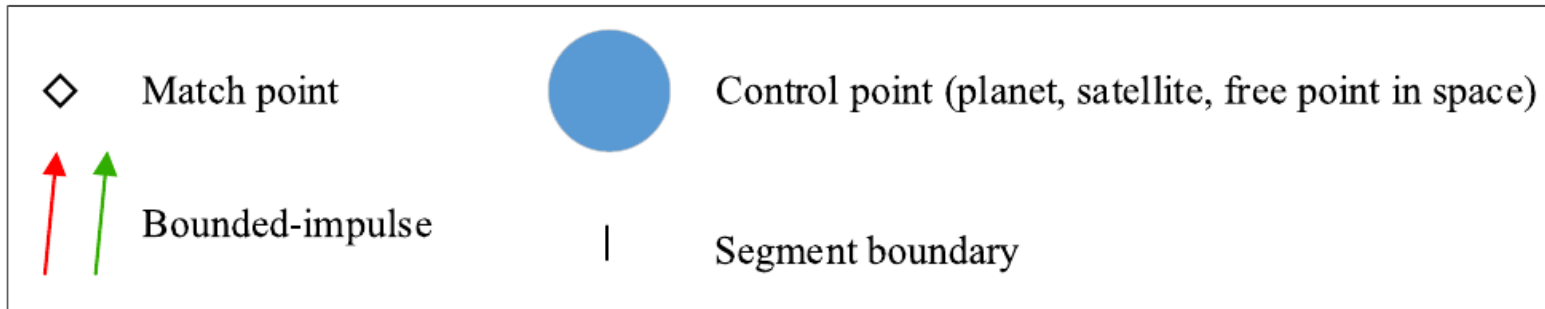 Match point
Control point (planet, satellite, free point in space)
Bounded-impulse
Segment boundary